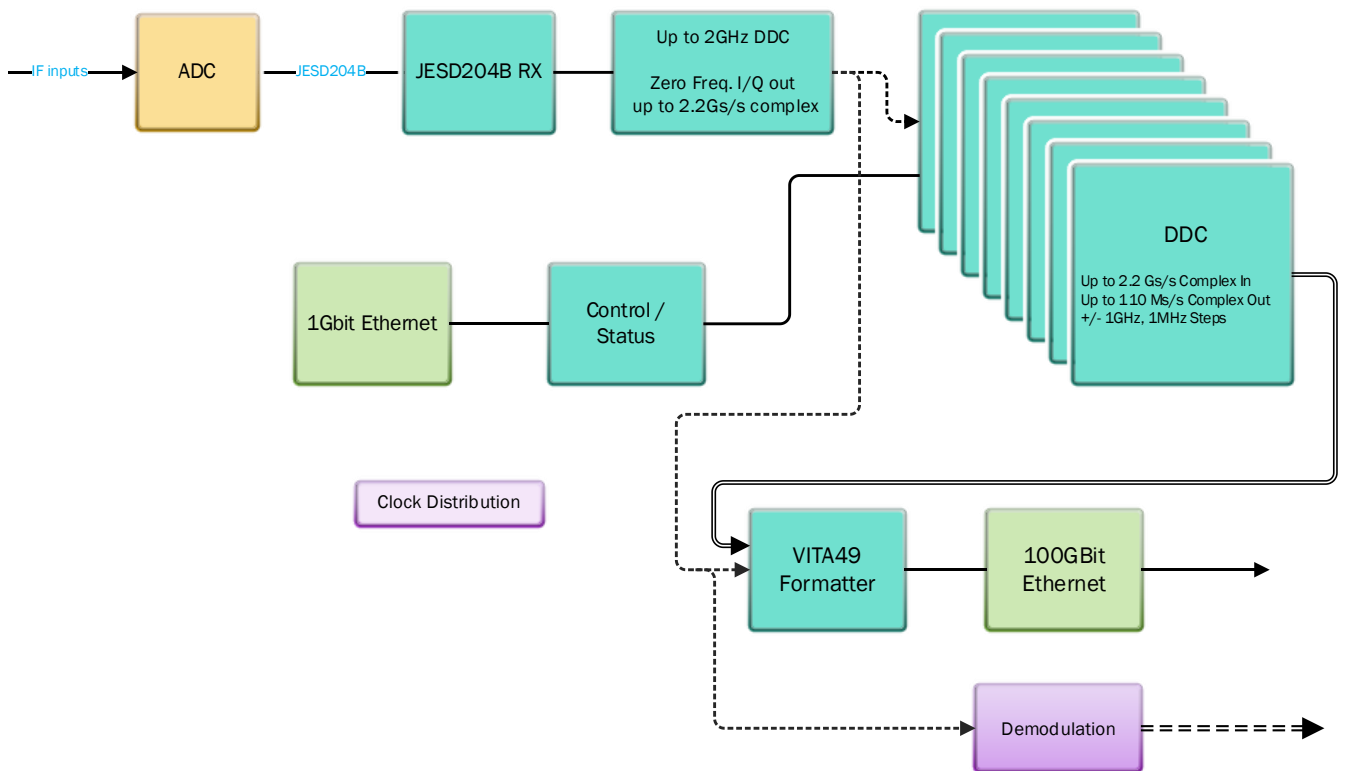 IF inputs
ADC
JESD204B
JESD204B RX
Up to 2GHz DDC
Zero Freq. I/Q out
up to 2.2Gs/s complex
DDC
Up to 2.2 Gs/s Complex In
Up to 110 Ms/s Complex Out
+/- 1GHz, 1MHz Steps
1Gbit Ethernet
Control /
Status
Clock Distribution
VITA49
Formatter
100GBit
Ethernet
Demodulation